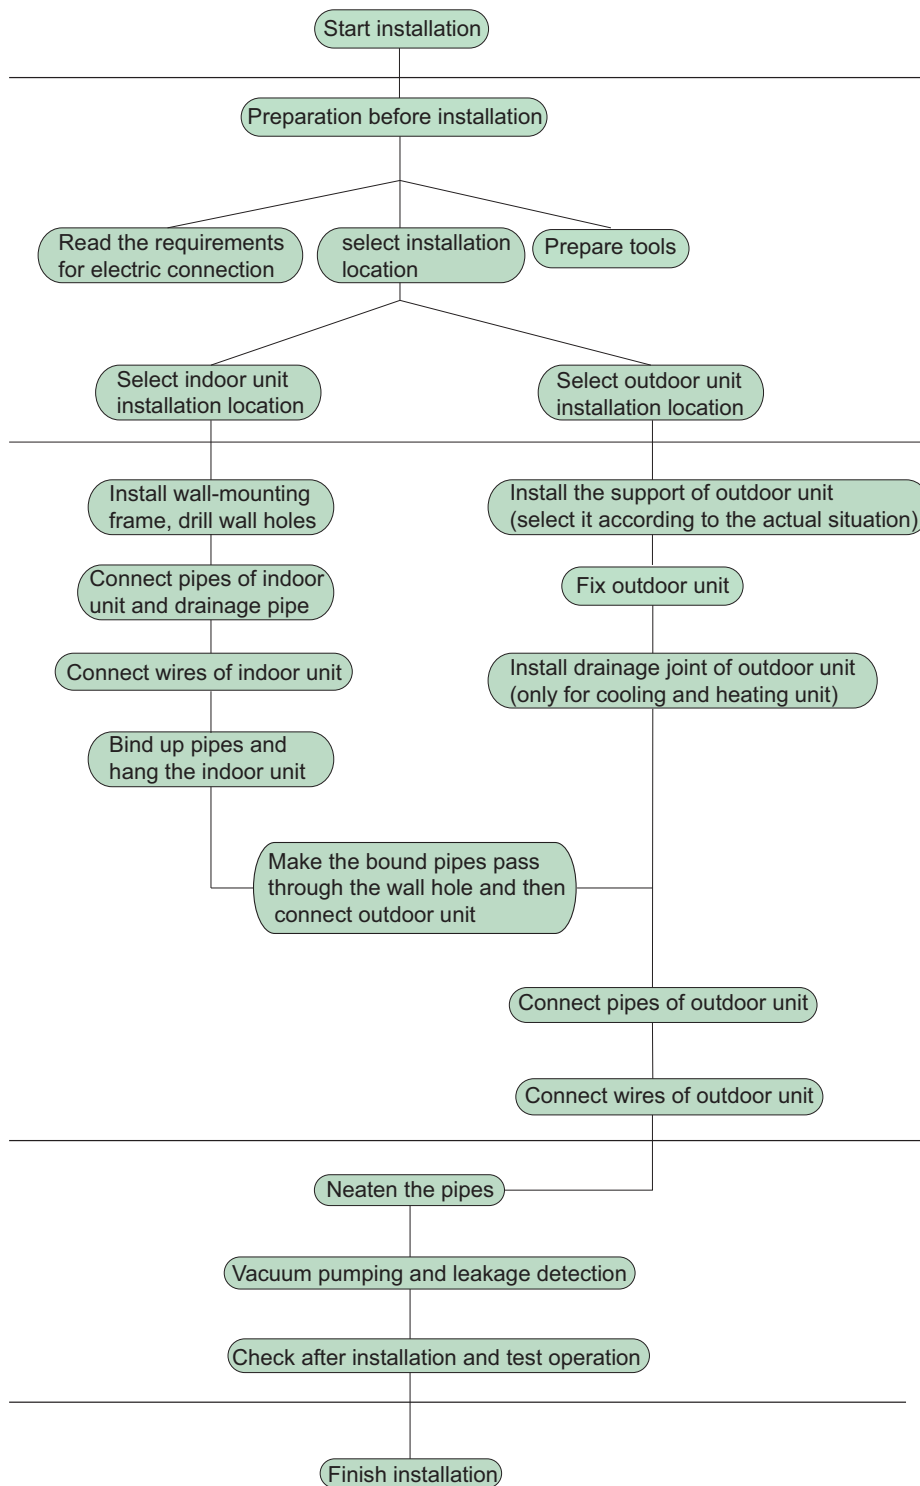 Start installation
Preparation before installation
Read the requirements
for electric connection
select installation
location
Prepare tools
Select indoor unit
installation location
Select outdoor unit
installation location
Install wall-mounting
frame, drill wall holes
Install the support of outdoor unit
(select it according to the actual situation)
Connect pipes of indoor
unit and drainage pipe
Fix outdoor unit
Connect wires of indoor unit
Install drainage joint of outdoor unit
(only for cooling and heating unit)
Bind up pipes and
hang the indoor unit
Make the bound pipes pass
through the wall hole and then
connect outdoor unit
Connect pipes of outdoor unit
Connect wires of outdoor unit
Neaten the pipes
Vacuum pumping and leakage detection
Check after installation and test operation
Finish installation